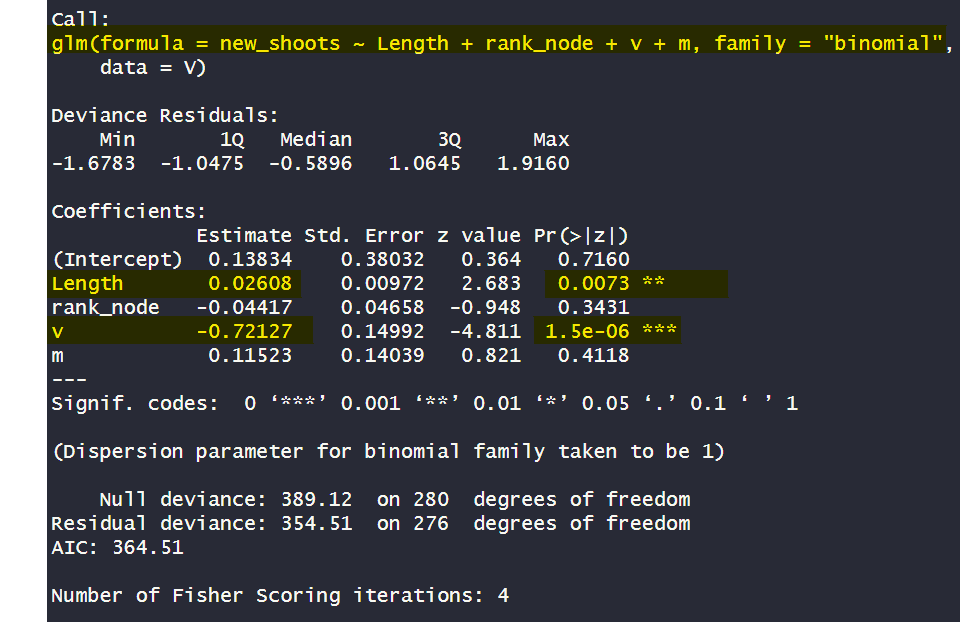 Call:
glm(formula = new_shoots ~ Length + rank_node + v + m, family = "binomial",
    data = V)
Deviance Residuals:
    Min       1Q   Median       3Q      Max
-1.6783  -1.0475  -0.5896   1.0645   1.9160
Coefficients:
            Estimate Std. Error z value Pr(>|z|)
(Intercept)  0.13834    0.38032   0.364   0.7160
Length       0.02608    0.00972   2.683   0.0073 **
rank_node   -0.04417    0.04658  -0.948   0.3431
v           -0.72127    0.14992  -4.811  1.5e-06 ***
m            0.11523    0.14039   0.821   0.4118
---
Signif. codes:  0 ‘***’ 0.001 ‘**’ 0.01 ‘*’ 0.05 ‘.’ 0.1 ‘ ’ 1
(Dispersion parameter for binomial family taken to be 1)
    Null deviance: 389.12  on 280  degrees of freedom
Residual deviance: 354.51  on 276  degrees of freedom
AIC: 364.51
Number of Fisher Scoring iterations: 4